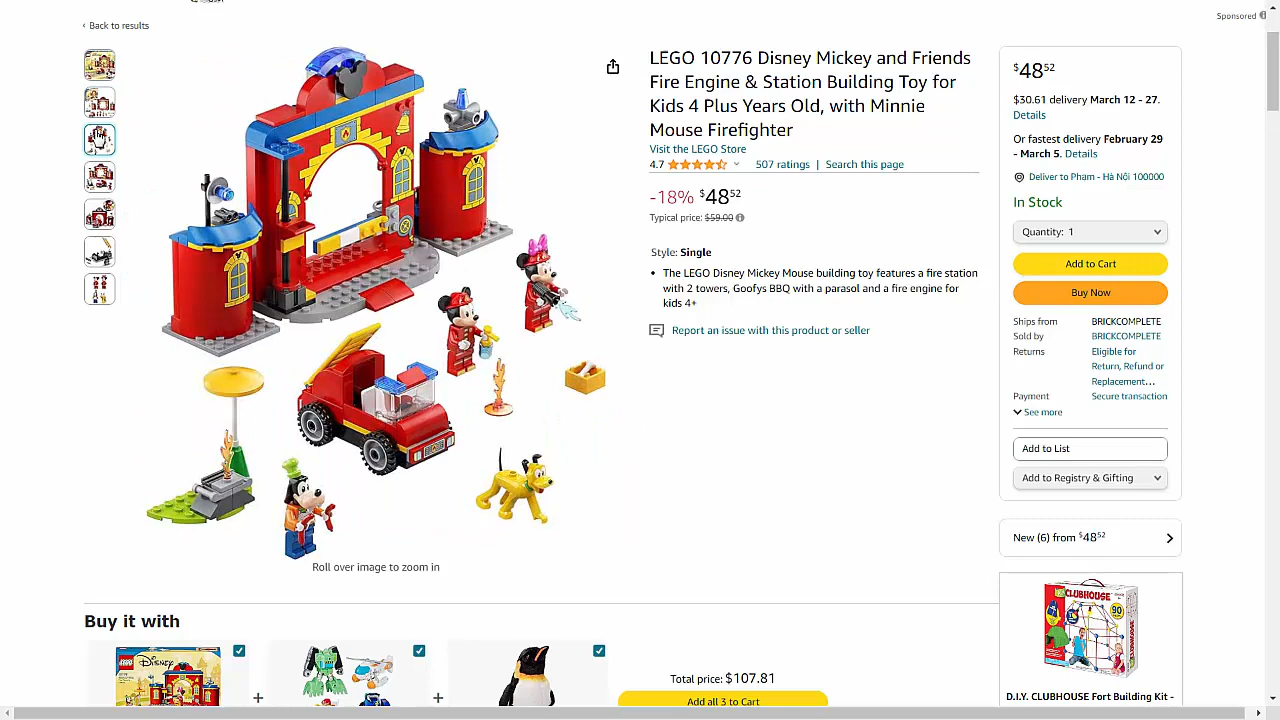 Sponsored
‹ Back to results
LEGO 10776 Disney Mickey and Friends
Fire Engine & Station Building Toy for
Kids 4 Plus Years Old, with Minnie
Mouse Firefighter
Visit the LEGO Store
4.7 507 ratings | Search this page
-18% $48 52
Typical price: $59.00
Style: Single
• The LEGO Disney Mickey Mouse building toy features a fire station
with 2 towers, Goofys BBQ with a parasol and a fire engine for
kids 4+
Report an issue with this product or seller
Roll over image to zoom in
$48 52
$30.61 delivery March 12 - 27.
Details
Or fastest delivery February 29
- March 5. Details
Deliver to Pham - Hà Nôi 100000
In Stock
Quantity: 1
Add to Cart
Buy Now
Ships from BRICKCOMPLETE
Sold by BRICKCOMPLETE
Returns Eligible for
Return, Refund or
Replacement...
Payment Secure transaction
See more
Add to List
Add to Registry & Gifting
New (6) from $48 52
CLUBHOUSE
90
D.I.Y. CLUBHOUSE Fort Building Kit -
Buy it with
LEGO Disney
+
+
Total price: $107.81
Add all 3 to Cart